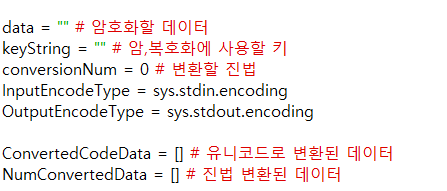 data = "" # 암호화할 데이터
keyString = "" # 암,복호화에 사용할 키
conversionNum = 0 # 변환할 진법
InputEncodeType = sys.stdin.encoding
OutputEncodeType = sys.stdout.encoding
ConvertedCodeData = [] # 유니코드로 변환된 데이터
NumConvertedData = [] # 진법 변환된 데이터